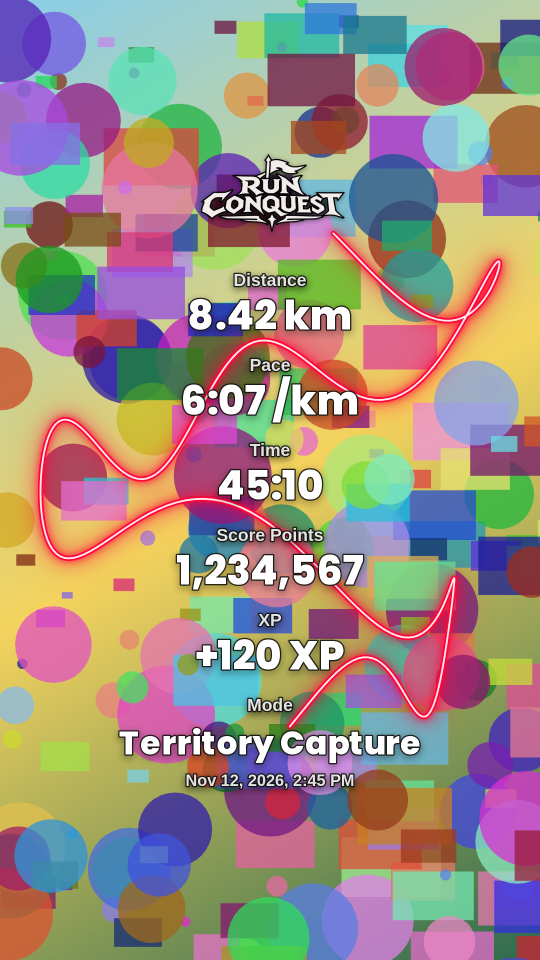 RUN
CONQUEST
Distance
8.42 km
Pace
6:07 /km
Time
45:10
Score Points
1,234,567
XP
+120 XP
Mode
Territory Capture
Nov 12, 2026, 2:45 PM